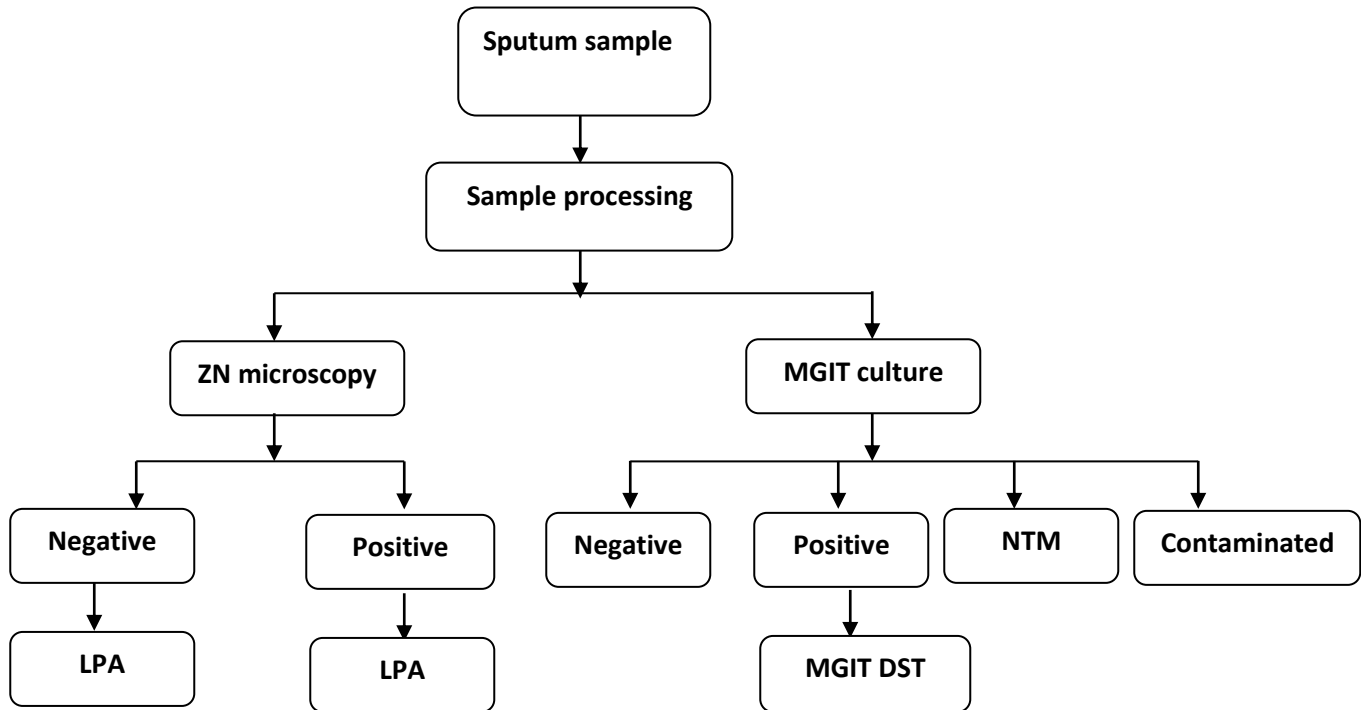 Sputum sample
Sample processing
ZN microscopy
MGIT culture
Negative
Positive
Negative
Positive
NTM
Contaminated
LPA
LPA
MGIT DST